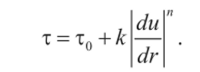 τ = τ₀ + k |du/dr|ⁿ.